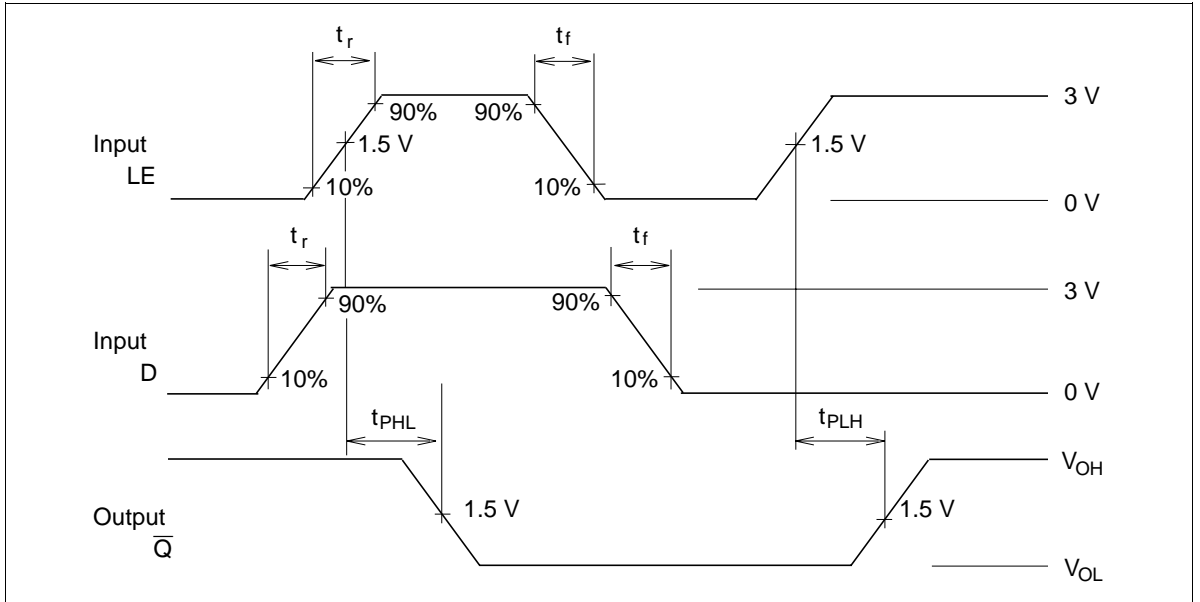 t r
t f
90%
90%
3 V
Input
LE
1.5 V
1.5 V
10%
10%
0 V
t r
t f
90%
90%
3 V
Input
D
10%
10%
0 V
tPHL
tPLH
VOH
Output
Q̅
1.5 V
1.5 V
VOL